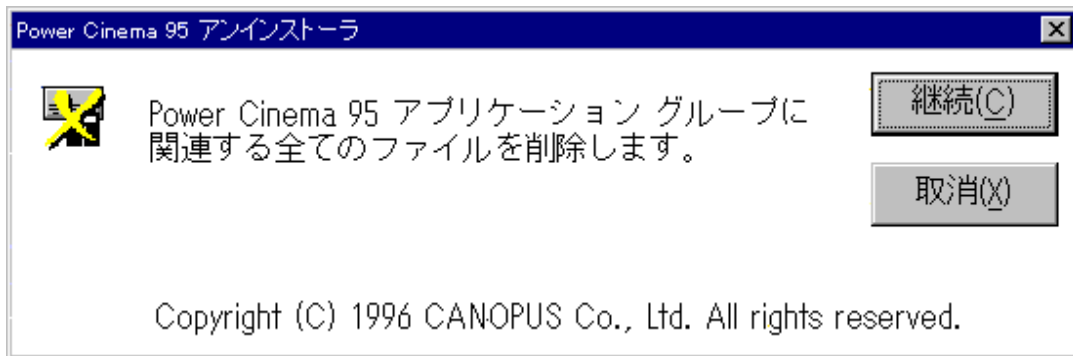 Power Cinema 95 アンインストーラ
Power Cinema 95 アプリケーション グループに
関連する全てのファイルを削除します。
継続(C)
取消(X)
Copyright (C) 1996 CANOPUS Co., Ltd. All rights reserved.